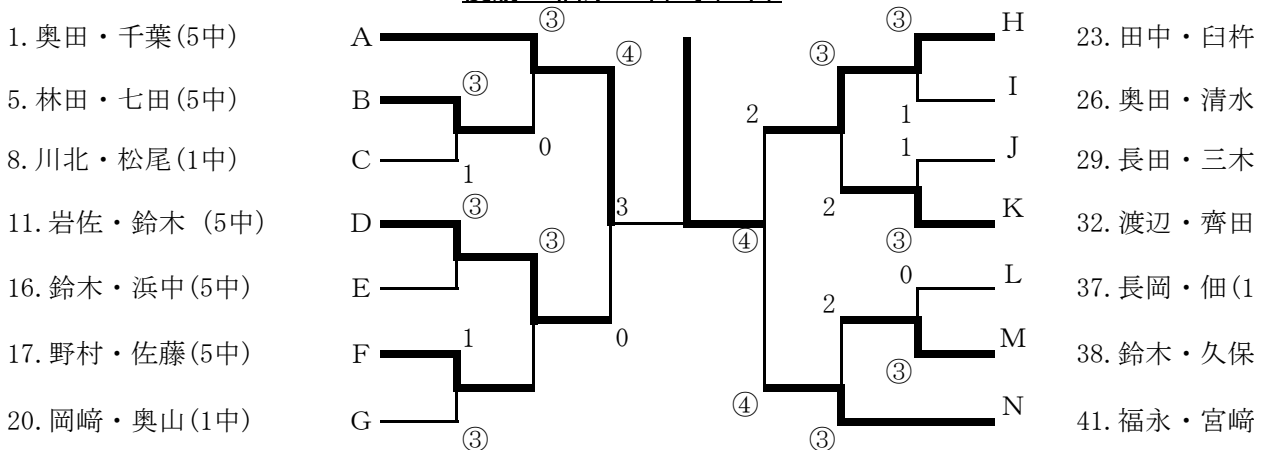 1. 奥田・千葉(5中) A ③ ④ ③ ③ H 23. 田中・臼杵
5. 林田・七田(5中) B ③ 2 1 I 26. 奥田・清水
8. 川北・松尾(1中) C 1 0 1 J 29. 長田・三木
11. 岩佐・鈴木 (5中) D ③ ③ 3 ④ 2 ③ K 32. 渡辺・齊田
16. 鈴木・浜中(5中) E 2 0 L 37. 長岡・佃(1
17. 野村・佐藤(5中) F 1 0 ③ M 38. 鈴木・久保
20. 岡﨑・奥山(1中) G ③ ④ ③ N 41. 福永・宮﨑